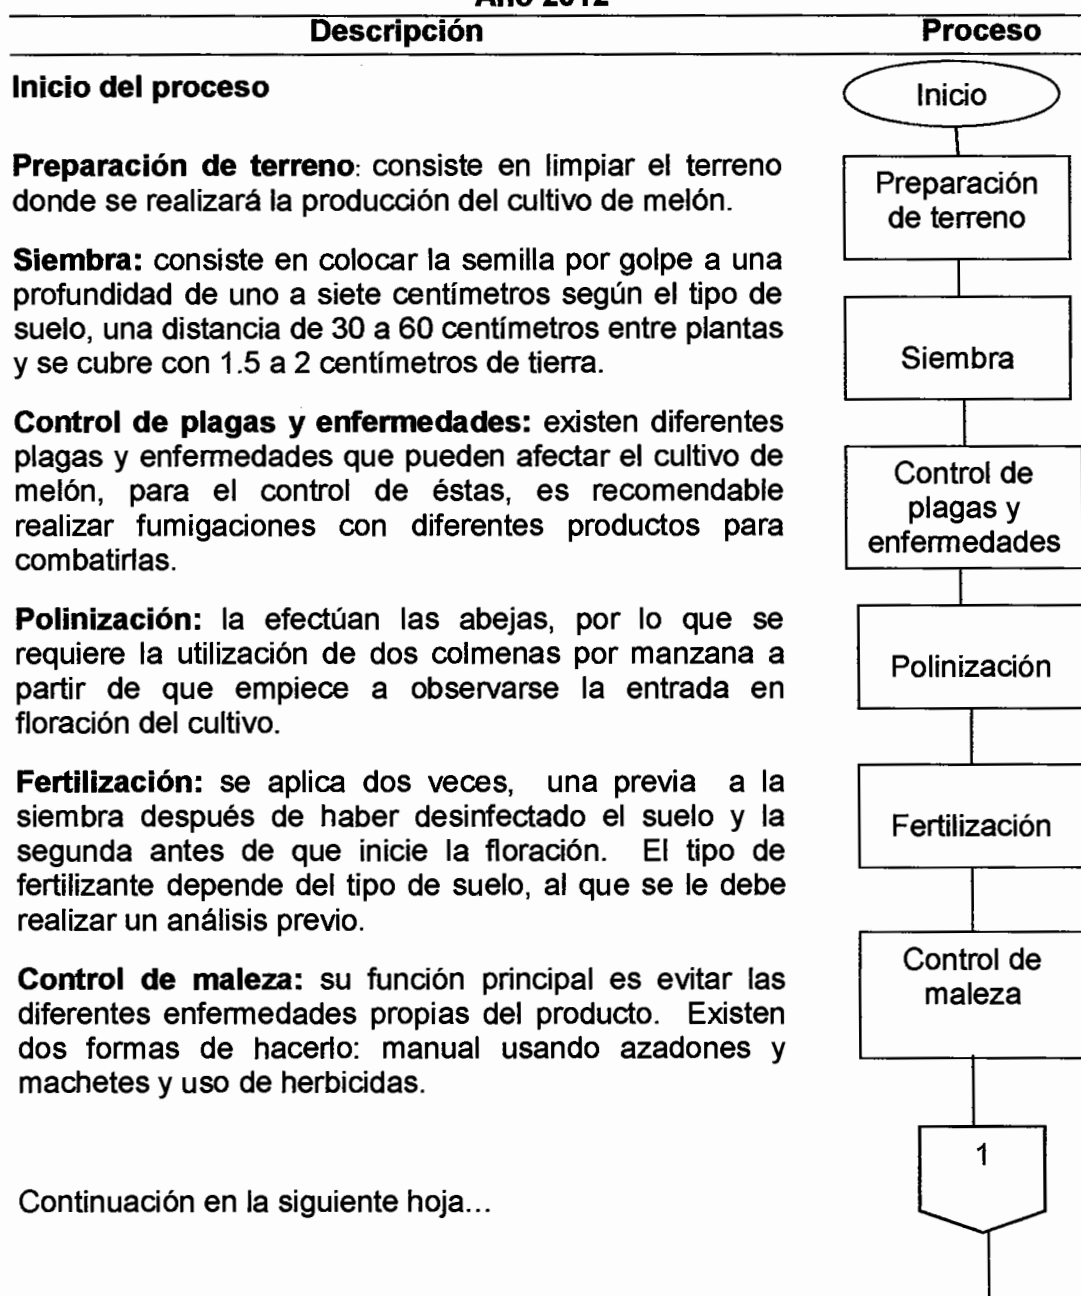 Año 2012
Descripción Proceso
Inicio del proceso
Inicio
Preparación de terreno: consiste en limpiar el terreno
donde se realizará la producción del cultivo de melón.
Preparación
de terreno
Siembra: consiste en colocar la semilla por golpe a una
profundidad de uno a siete centímetros según el tipo de
suelo, una distancia de 30 a 60 centímetros entre plantas
y se cubre con 1.5 a 2 centímetros de tierra.
Siembra
Control de plagas y enfermedades: existen diferentes
plagas y enfermedades que pueden afectar el cultivo de
melón, para el control de éstas, es recomendable
realizar fumigaciones con diferentes productos para
combatirlas.
Control de
plagas y
enfermedades
Polinización: la efectúan las abejas, por lo que se
requiere la utilización de dos colmenas por manzana a
partir de que empiece a observarse la entrada en
floración del cultivo.
Polinización
Fertilización: se aplica dos veces, una previa a la
siembra después de haber desinfectado el suelo y la
segunda antes de que inicie la floración. El tipo de
fertilizante depende del tipo de suelo, al que se le debe
realizar un análisis previo.
Fertilización
Control de maleza: su función principal es evitar las
diferentes enfermedades propias del producto. Existen
dos formas de hacerlo: manual usando azadones y
machetes y uso de herbicidas.
Control de
maleza
1
Continuación en la siguiente hoja...